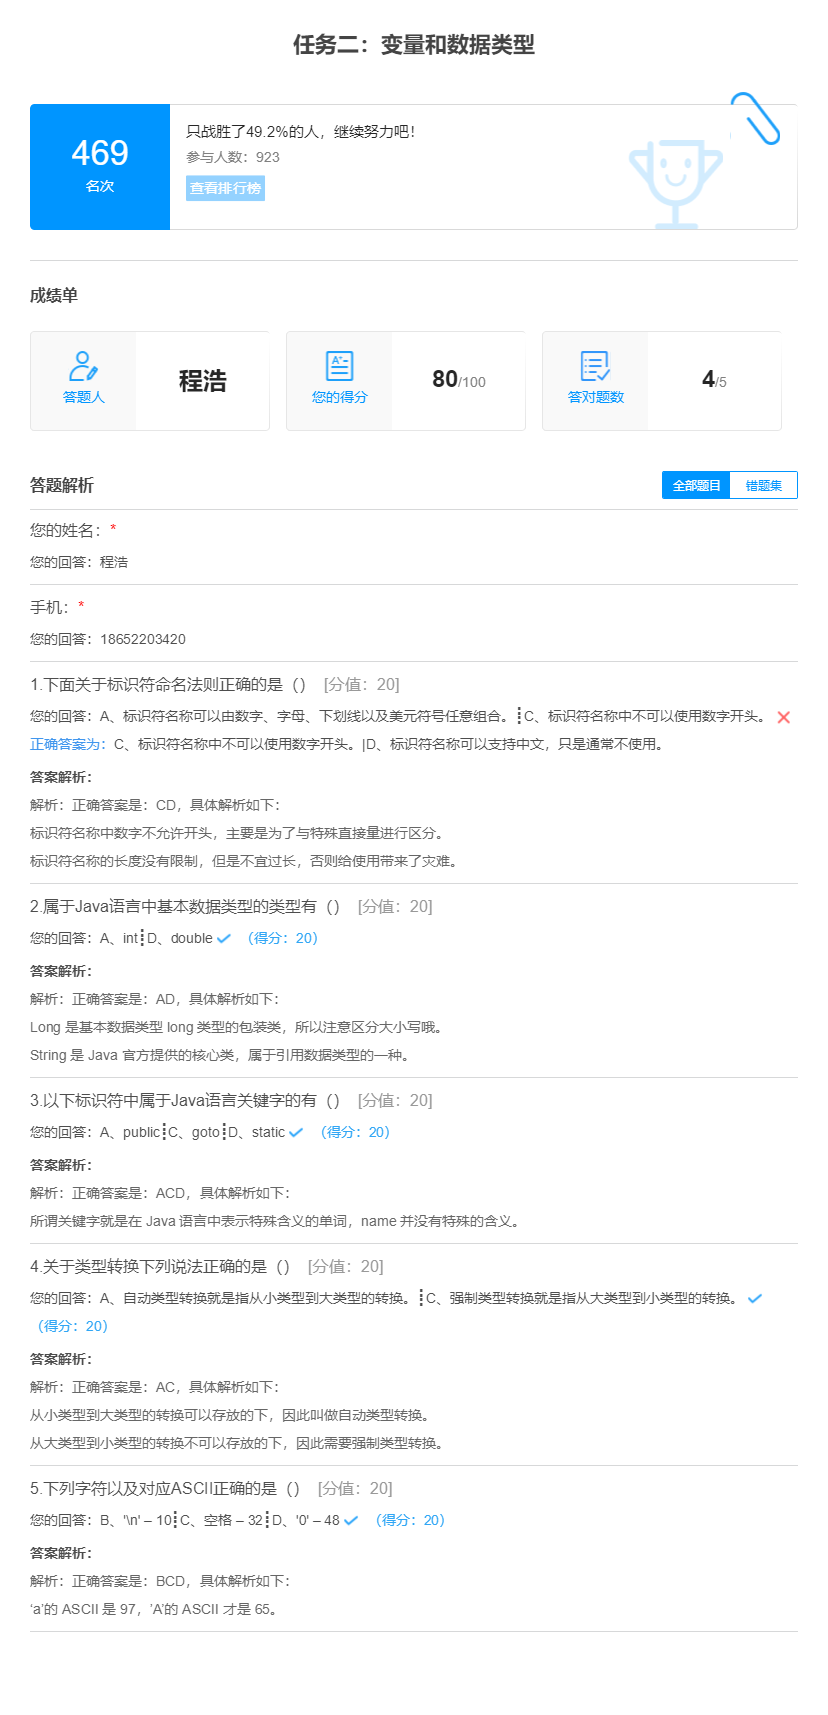 任务二：变量和数据类型
469
名次
只战胜了49.2%的人，继续努力吧！
参与人数：923
查看排行榜
成绩单
答题人
程浩
您的得分
80/100
答对题数
4/5
答题解析
全部题目
错题集
您的姓名：*
您的回答：程浩
手机：*
您的回答：18652203420
1.下面关于标识符命名法则正确的是（） [分值：20]
您的回答：A、标识符名称可以由数字、字母、下划线以及美元符号任意组合。┋C、标识符名称中不可以使用数字开头。
正确答案为：C、标识符名称中不可以使用数字开头。|D、标识符名称可以支持中文，只是通常不使用。
答案解析：
解析：正确答案是：CD，具体解析如下：
标识符名称中数字不允许开头，主要是为了与特殊直接量进行区分。
标识符名称的长度没有限制，但是不宜过长，否则给使用带来了灾难。
2.属于Java语言中基本数据类型的类型有（） [分值：20]
您的回答：A、int┋D、double （得分：20）
答案解析：
解析：正确答案是：AD，具体解析如下：
Long 是基本数据类型 long 类型的包装类，所以注意区分大小写哦。
String 是 Java 官方提供的核心类，属于引用数据类型的一种。
3.以下标识符中属于Java语言关键字的有（） [分值：20]
您的回答：A、public┋C、goto┋D、static （得分：20）
答案解析：
解析：正确答案是：ACD，具体解析如下：
所谓关键字就是在 Java 语言中表示特殊含义的单词，name 并没有特殊的含义。
4.关于类型转换下列说法正确的是（） [分值：20]
您的回答：A、自动类型转换就是指从小类型到大类型的转换。┋C、强制类型转换就是指从大类型到小类型的转换。
（得分：20）
答案解析：
解析：正确答案是：AC，具体解析如下：
从小类型到大类型的转换可以存放的下，因此叫做自动类型转换。
从大类型到小类型的转换不可以存放的下，因此需要强制类型转换。
5.下列字符以及对应ASCII正确的是（） [分值：20]
您的回答：B、'\n' – 10┋C、空格 – 32┋D、'0' – 48 （得分：20）
答案解析：
解析：正确答案是：BCD，具体解析如下：
‘a’的 ASCII 是 97，’A’的 ASCII 才是 65。